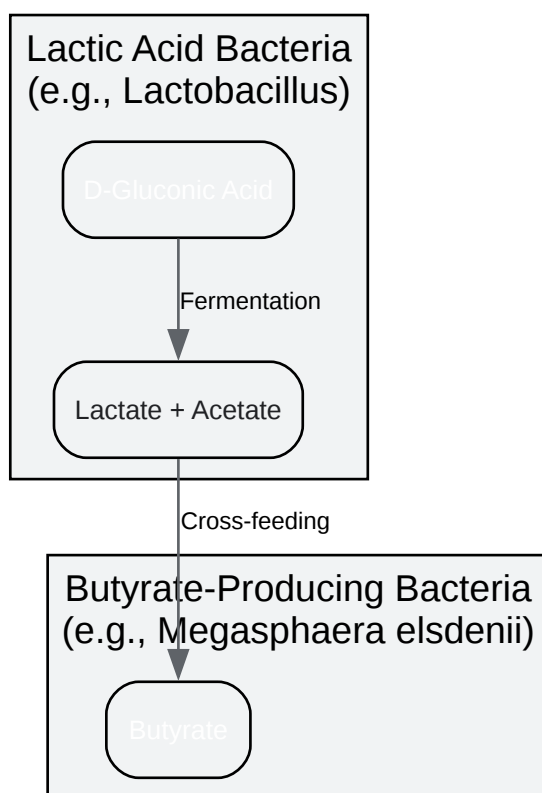 Lactic Acid Bacteria
(e.g., Lactobacillus)
D-Gluconic Acid
Fermentation
Lactate + Acetate
Cross-feeding
Butyrate-Producing Bacteria
(e.g., Megasphaera elsdenii)
Butyrate